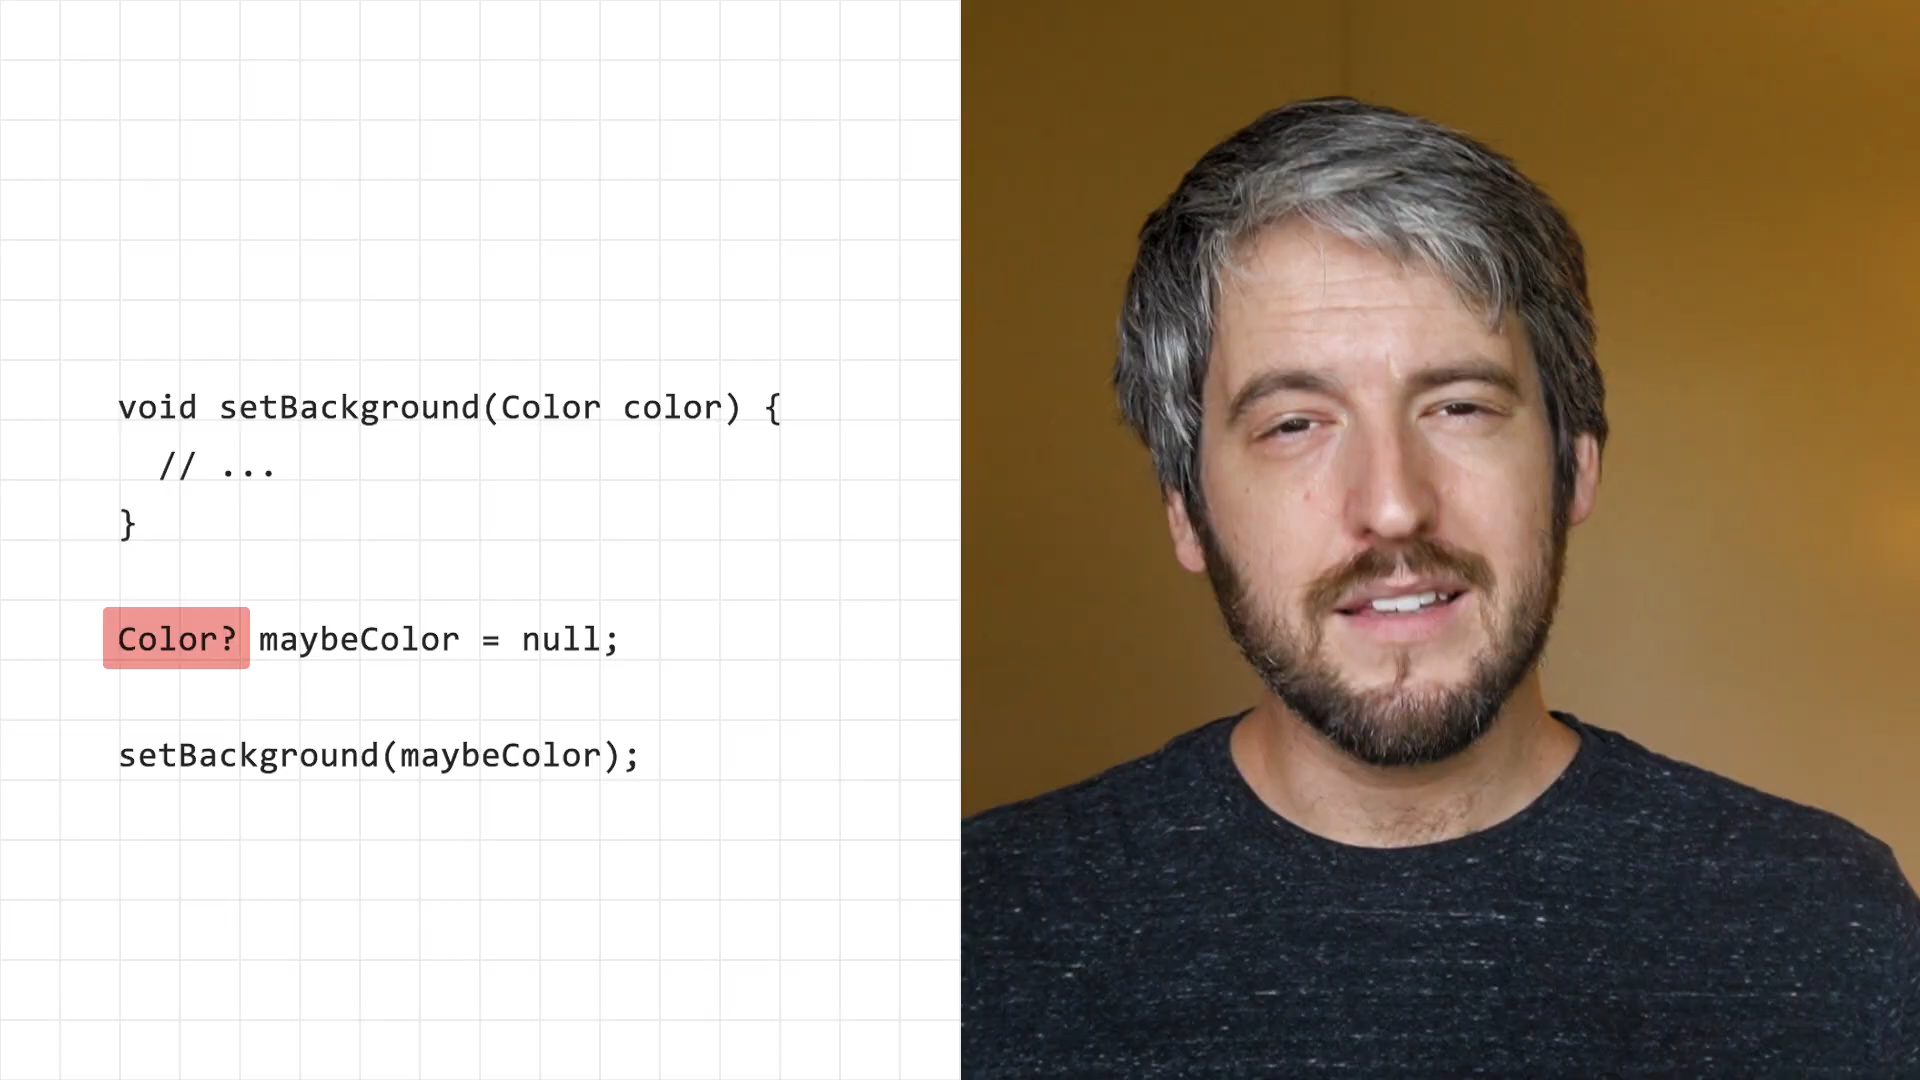 void setBackground(Color color) {
// ...
}
Color? maybeColor = null;
setBackground(maybeColor);